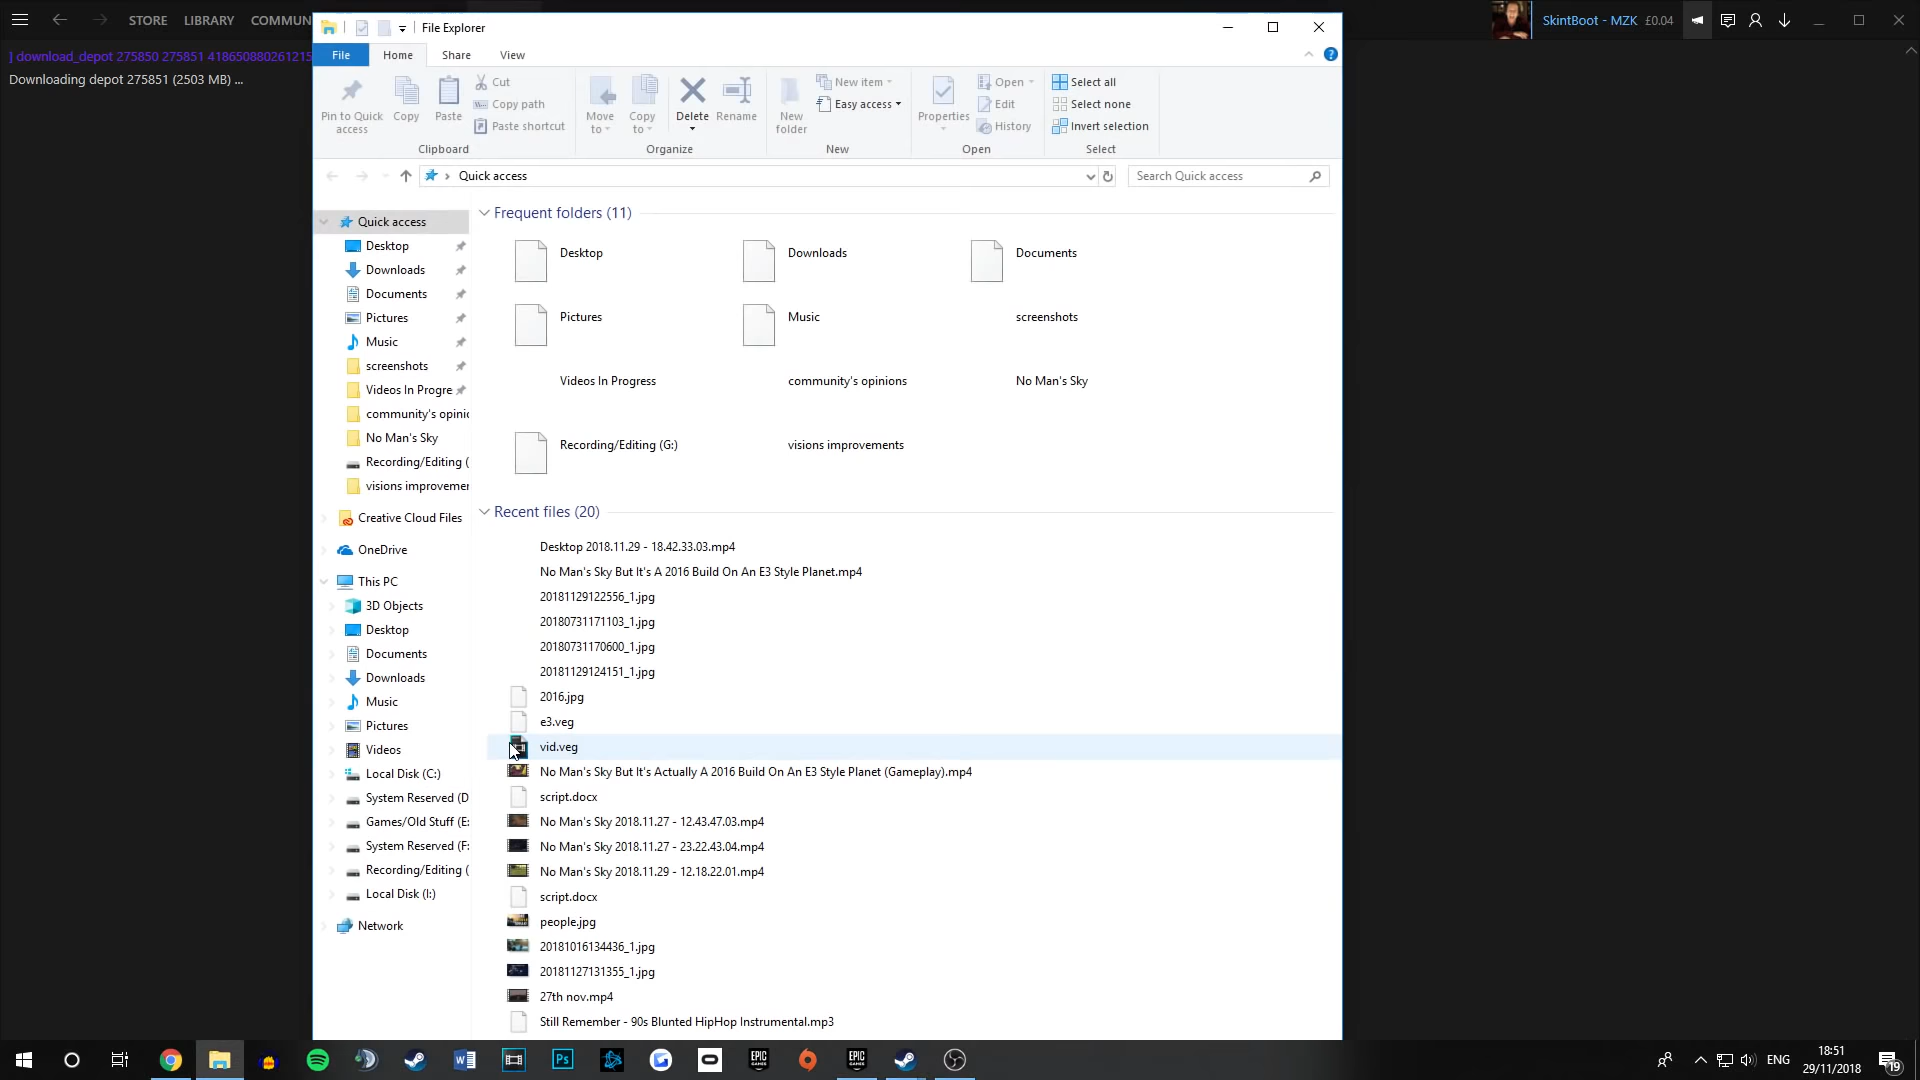 STORE LIBRARY COMMUN
SkintBoot - MZK £0.04
] download_depot 275850 275851 418650880261215
Downloading depot 275851 (2503 MB) ...
File Explorer
File Home Share View
Pin to Quick access
Copy
Paste
Cut
Copy path
Paste shortcut
Clipboard
Move to
Copy to
Delete
Rename
Organize
New folder
New item
Easy access
New
Properties
Open
Edit
History
Open
Select all
Select none
Invert selection
Select
Quick access
Search Quick access
Quick access
Desktop
Downloads
Documents
Pictures
Music
screenshots
Videos In Progre
community's opinio
No Man's Sky
Recording/Editing (
visions improvemen
Creative Cloud Files
OneDrive
This PC
3D Objects
Desktop
Documents
Downloads
Music
Pictures
Videos
Local Disk (C:)
System Reserved (D
Games/Old Stuff (E:
System Reserved (F:
Recording/Editing (
Local Disk (I:)
Network
Frequent folders (11)
Desktop
Downloads
Documents
Pictures
Music
screenshots
Videos In Progress
community's opinions
No Man's Sky
Recording/Editing (G:)
visions improvements
Recent files (20)
Desktop 2018.11.29 - 18.42.33.03.mp4
No Man's Sky But It's A 2016 Build On An E3 Style Planet.mp4
20181129122556_1.jpg
20180731171103_1.jpg
20180731170600_1.jpg
20181129124151_1.jpg
2016.jpg
e3.veg
vid.veg
No Man's Sky But It's Actually A 2016 Build On An E3 Style Planet (Gameplay).mp4
script.docx
No Man's Sky 2018.11.27 - 12.43.47.03.mp4
No Man's Sky 2018.11.27 - 23.22.43.04.mp4
No Man's Sky 2018.11.29 - 12.18.22.01.mp4
script.docx
people.jpg
20181016134436_1.jpg
20181127131355_1.jpg
27th nov.mp4
Still Remember - 90s Blunted HipHop Instrumental.mp3
W
Ps
EPIC GAMES
EPIC GAMES
ENG
18:51
29/11/2018
19